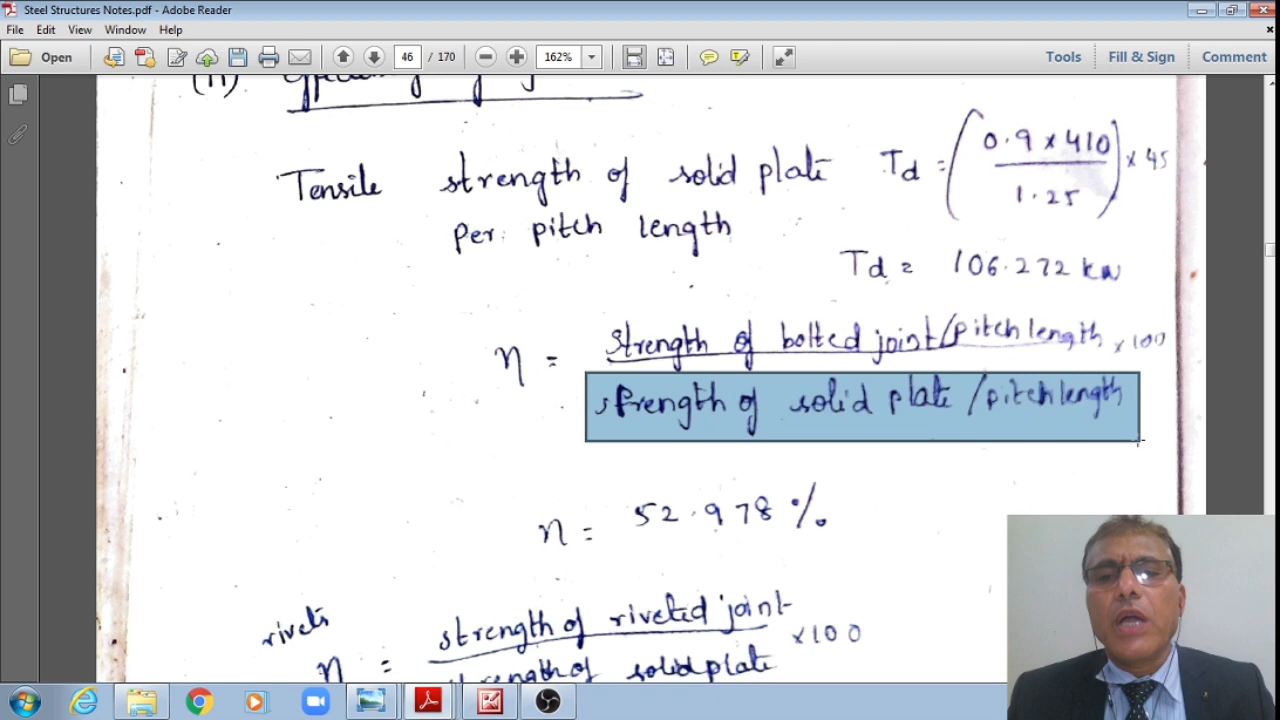 Steel Structures Notes.pdf - Adobe Reader
File Edit View Window Help
Open 46 / 170 162% Tools Fill & Sign Comment
(ii)
Tensile strength of solid plate Td = (0.9 × 410 / 1.25) × 45
per pitch length
Td = 106.272 kN
η = strength of bolted joint/pitch length × 100
strength of solid plate /pitch length
η = 52.978 %
rivets
η = strength of riveted joint × 100
strength of solid plate